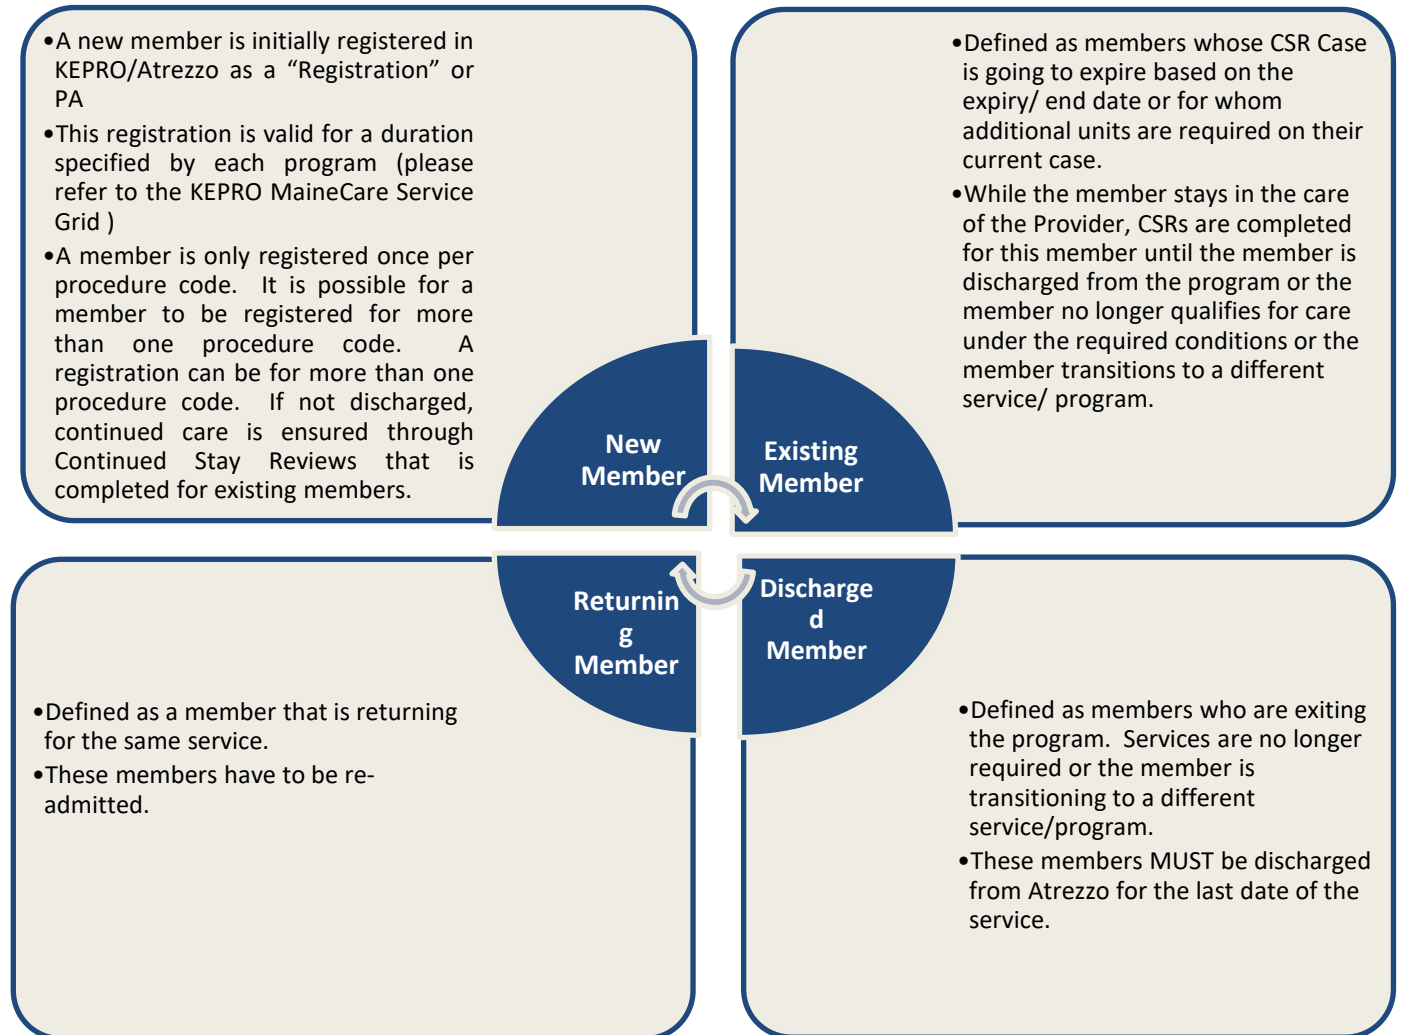 •A new member is initially registered in
KEPRO/Atrezzo as a “Registration” or
PA
•This registration is valid for a duration
specified by each program (please
refer to the KEPRO MaineCare Service
Grid )
•A member is only registered once per
procedure code. It is possible for a
member to be registered for more
than one procedure code. A
registration can be for more than one
procedure code. If not discharged,
continued care is ensured through
Continued Stay Reviews that is
completed for existing members.
•Defined as members whose CSR Case
is going to expire based on the
expiry/ end date or for whom
additional units are required on their
current case.
•While the member stays in the care
of the Provider, CSRs are completed
for this member until the member is
discharged from the program or the
member no longer qualifies for care
under the required conditions or the
member transitions to a different
service/ program.
New
Member
Existing
Member
Returnin
g
Member
Discharge
d
Member
•Defined as a member that is returning
for the same service.
•These members have to be re-
admitted.
•Defined as members who are exiting
the program. Services are no longer
required or the member is
transitioning to a different
service/program.
•These members MUST be discharged
from Atrezzo for the last date of the
service.